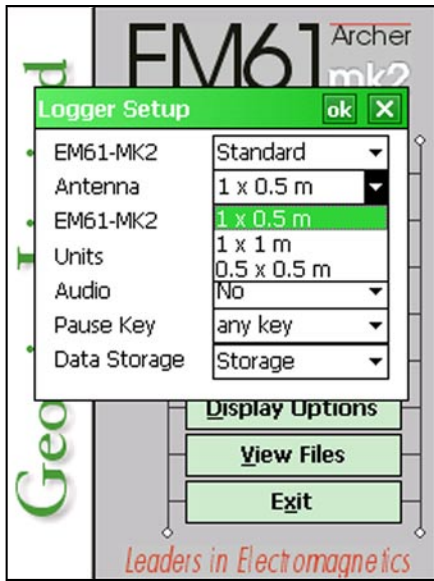 EM61 Archer
mk2
Logger Setup ok
EM61-MK2 Standard
Antenna 1 x 0.5 m
EM61-MK2 1 x 0.5 m
1 x 1 m
Units
0.5 x 0.5 m
Audio No
Pause Key any key
Data Storage Storage
Display Options
View Files
Exit
Geo
Leaders in Electromagnetics